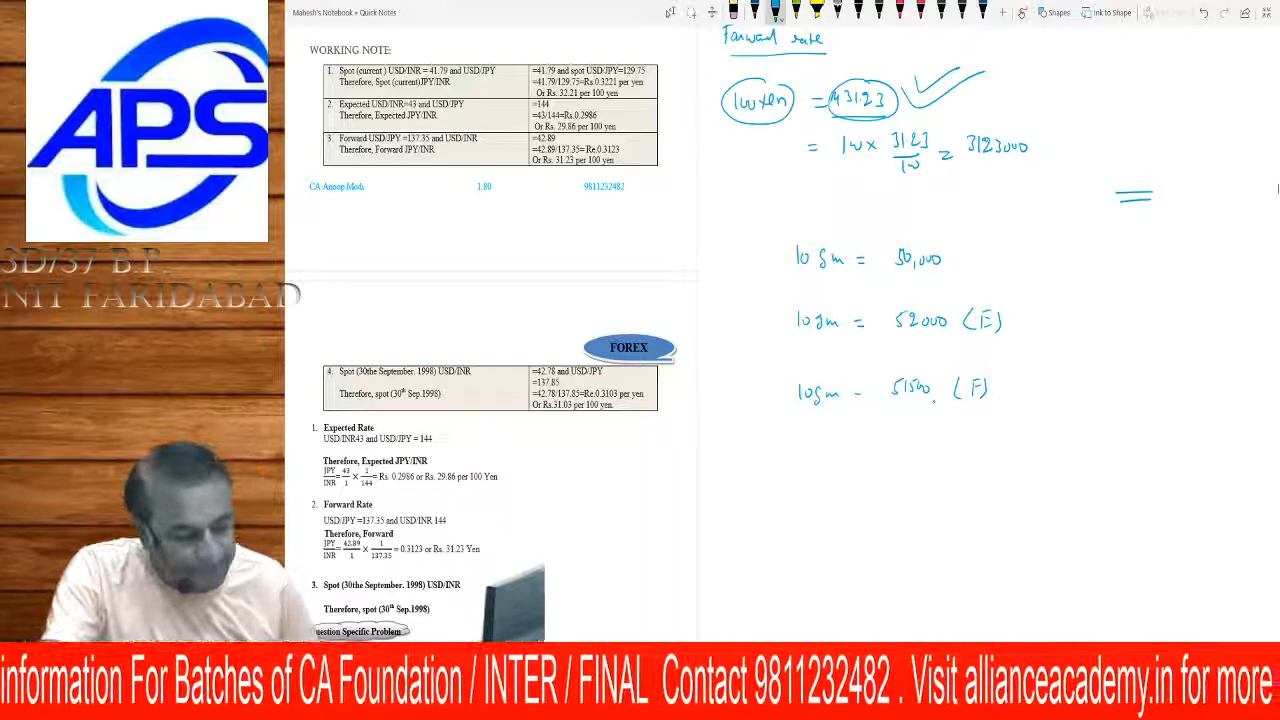 Mahesh's Notebook » Quick Notes
Shapes
Ink to Shape
APS
3D/37 B.P.
NIT FARIDABAD
WORKING NOTE:
1. Spot (current ) USD/INR = 41.79 and USD/JPY
Therefore, Spot (current)JPY/INR
=41.79 and spot USD/JPY=129.75
=41.79/129.75=Rs 0.3221 per yen
Or Rs. 32.21 per 100 yen
2. Expected USD/INR=43 and USD/JPY
Therefore, Expected JPY/INR
=144
=43/144=Rs.0.2986
Or Rs. 29.86 per 100 yen
3. Forward USD/JPY =137.35 and USD/INR
Therefore, Forward JPY/INR.
=42.89
=42.89/137.35= Re.0.3123
Or Rs. 31.23 per 100 yen
CA Anoop Modi 1.80 9811232482
FOREX
4. Spot (30the September. 1998) USD/INR
Therefore, spot (30th Sep.1998)
=42.78 and USD/JPY
=137.85
=42.78/137.85=Re.0.3103 per yen
Or Rs.31.03 per 100 yen.
1. Expected Rate
USD/INR43 and USD/JPY = 144
Therefore, Expected JPY/INR
JPY/INR = 43/1 × 1/144 = Rs. 0.2986 or Rs. 29.86 per 100 Yen
2. Forward Rate
USD/JPY =137.35 and USD/INR 144
Therefore, Forward
JPY/INR = 42.89/1 × 1/137.35 = 0.3123 or Rs. 31.23 Yen
3. Spot (30the September. 1998) USD/INR
Therefore, spot (30th Sep.1998)
uestion Specific Problem
Forward rate
100 Yen = 31.23
= 100 × 3123/100 = 3123000
10 gm = 50,000
10 gm = 52000 (E)
10 gm = 51500 (F)
information For Batches of CA Foundation / INTER / FINAL Contact 9811232482 . Visit allianceacademy.in for more